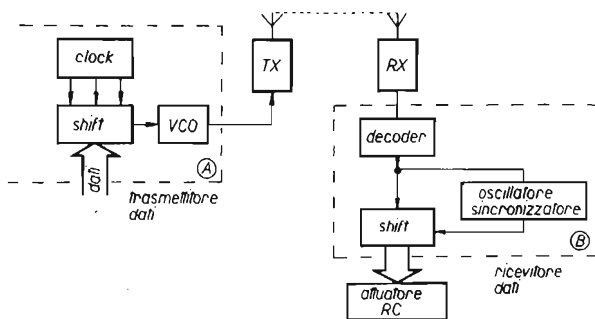 clock
shift
VCO
TX
RX
dati
A
trasmettitore
dati
decoder
oscillatore
sincronizzatore
shift
B
ricevitore
dati
attuatore
RC